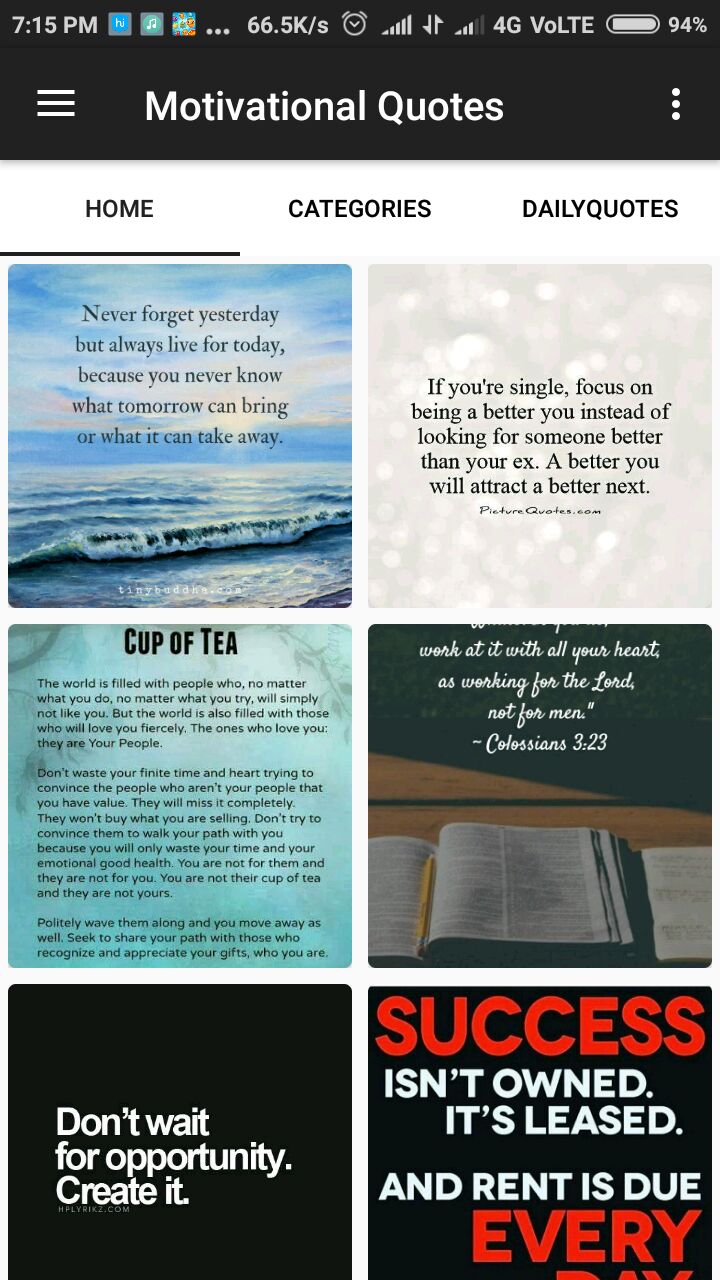 7:15 PM
hi
... 66.5K/s
4G VoLTE
94%
Motivational Quotes
HOME
CATEGORIES
DAILYQUOTES
Never forget yesterday
but always live for today,
because you never know
what tomorrow can bring
or what it can take away.
tinybuddha.com
If you're single, focus on
being a better you instead of
looking for someone better
than your ex. A better you
will attract a better next.
PictureQuotes.com
CUP OF TEA
The world is filled with people who, no matter
what you do, no matter what you try, will simply
not like you. But the world is also filled with those
who will love you fiercely. The ones who love you:
they are Your People.
Don't waste your finite time and heart trying to
convince the people who aren't your people that
you have value. They will miss it completely.
They won't buy what you are selling. Don't try to
convince them to walk your path with you
because you will only waste your time and your
emotional good health. You are not for them and
they are not for you. You are not their cup of tea
and they are not yours.
Politely wave them along and you move away as
well. Seek to share your path with those who
recognize and appreciate your gifts, who you are.
work at it with all your heart,
as working for the Lord,
not for men."
~ Colossians 3:23
Don't wait
for opportunity.
Create it.
HPLYRIKZ.COM
SUCCESS
ISN'T OWNED.
IT'S LEASED.
AND RENT IS DUE
EVERY
DAY